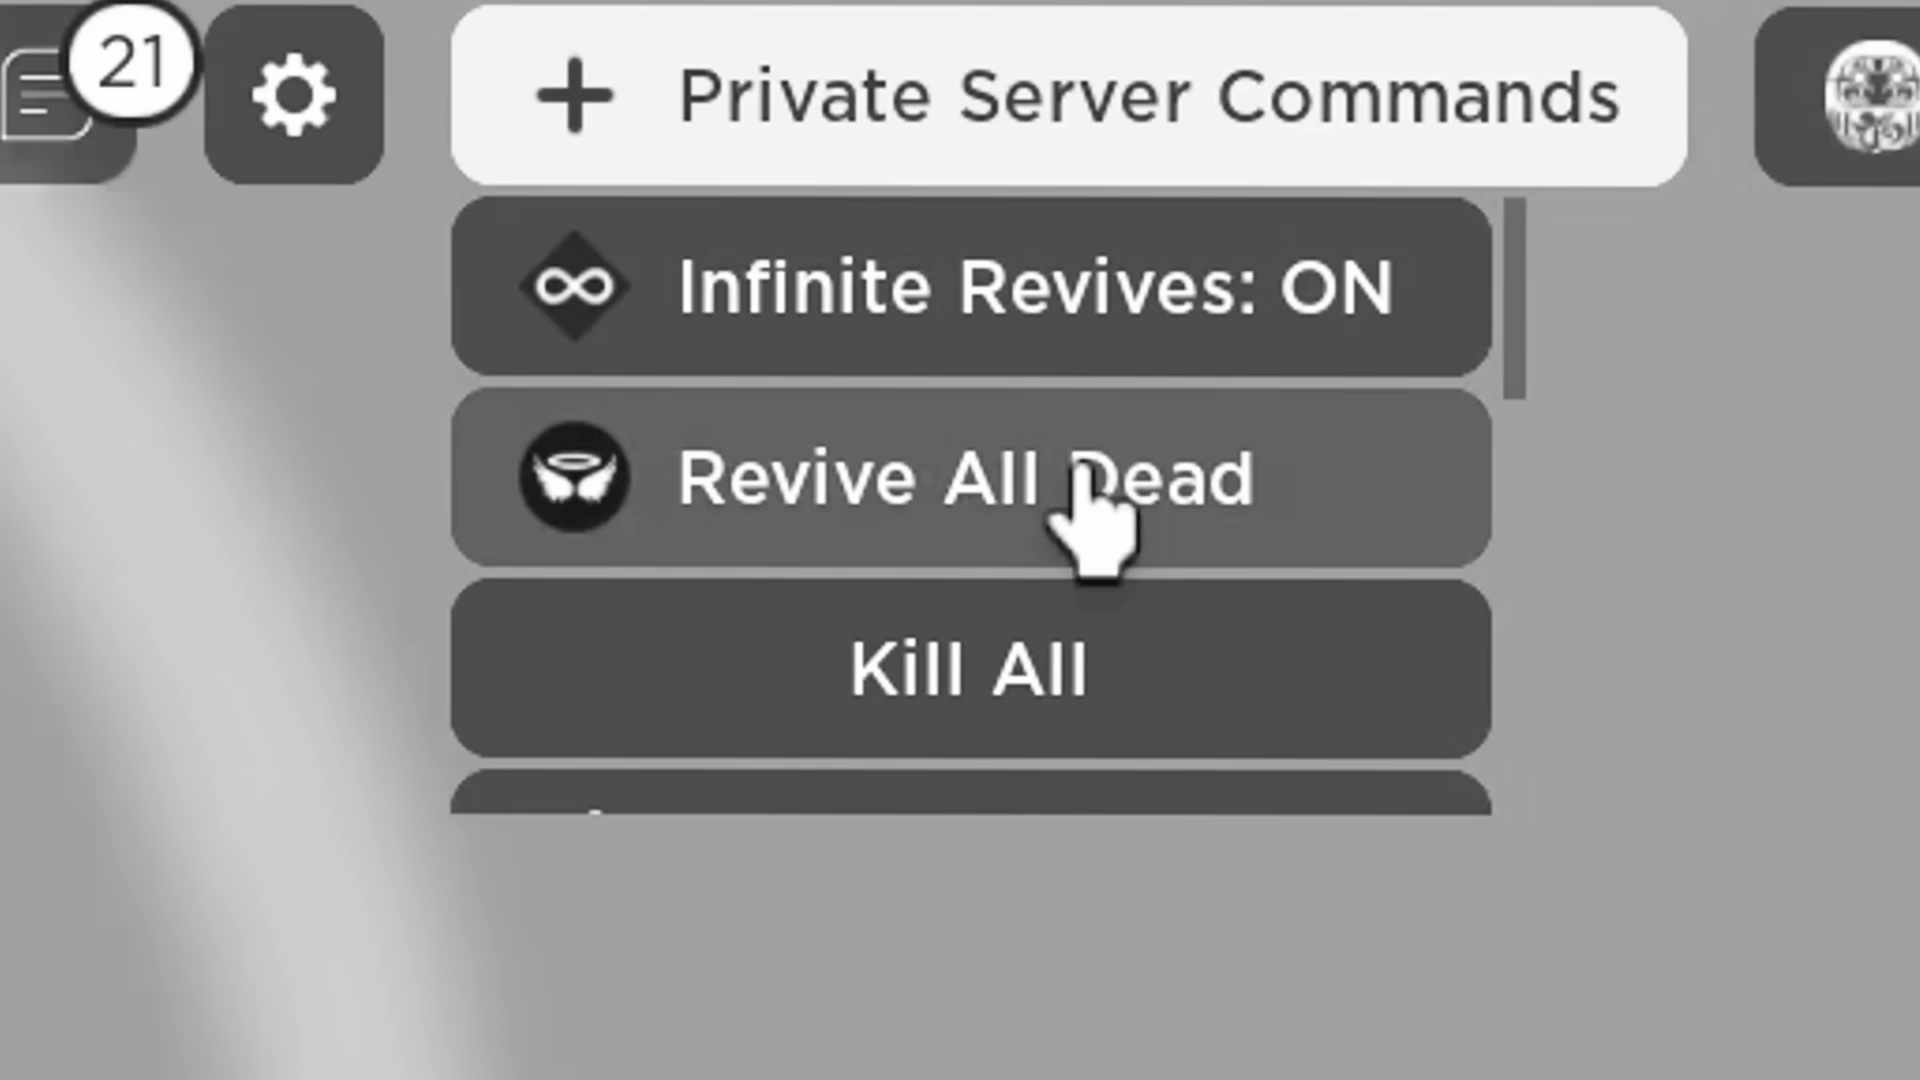 21
Private Server Commands
Infinite Revives: ON
Revive All Dead
Kill All